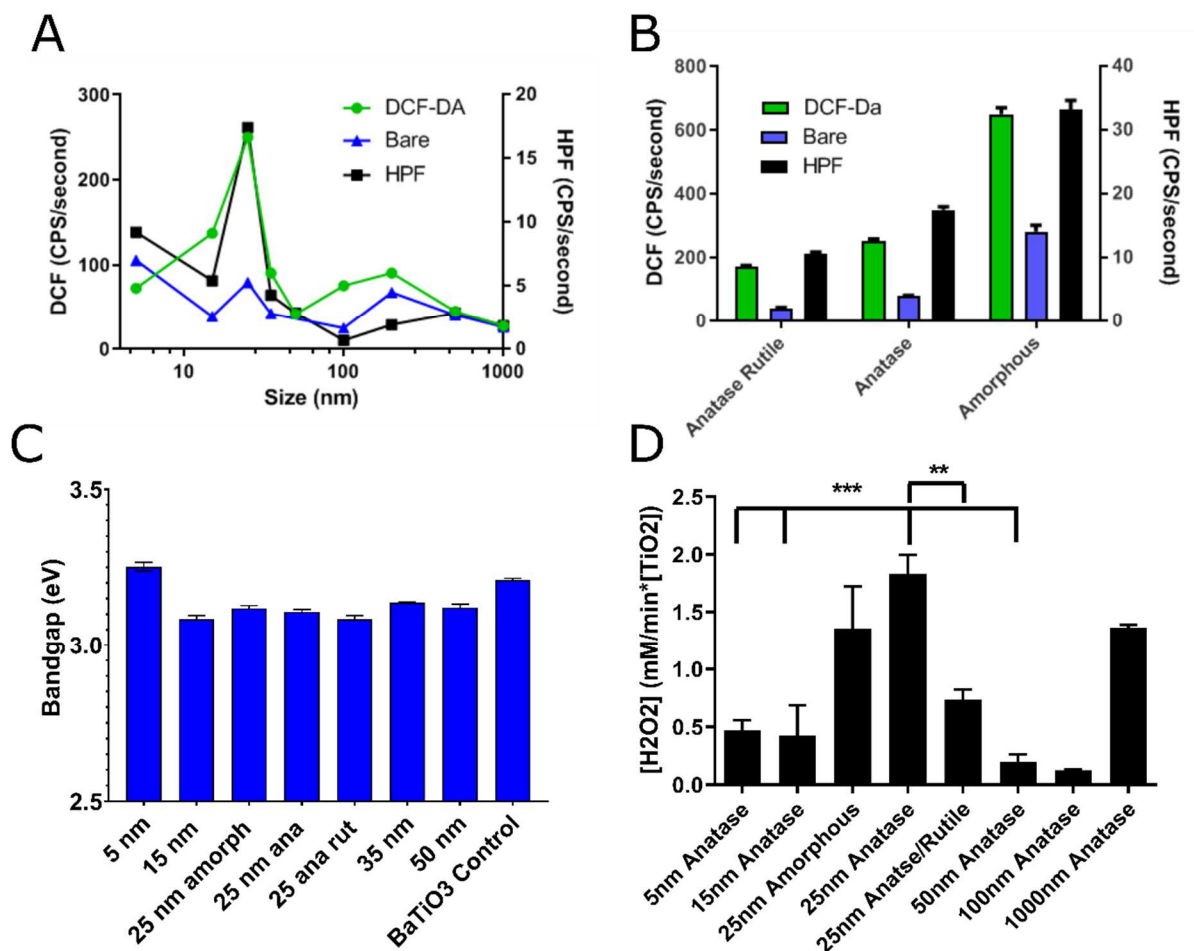 A
DCF (CPS/second)
300
200
100
0
DCF-DA
Bare
HPF
20
15
10
5
0
HPF (CPS/second)
10
100
1000
Size (nm)
B
DCF (CPS/second)
800
600
400
200
0
DCF-Da
Bare
HPF
40
30
20
10
0
HPF (CPS/second)
Anatase Rutile
Anatase
Amorphous
C
Bandgap (eV)
3.5
3.0
2.5
5 nm
15 nm
25 nm amorph
25 nm ana
25 ana rut
35 nm
50 nm
BaTiO3 Control
D
[H2O2] (mM/min*[TiO2])
2.5
2.0
1.5
1.0
0.5
0.0
***
**
5nm Anatase
15nm Anatase
25nm Amorphous
25nm Anatase
25nm Anatse/Rutile
50nm Anatase
100nm Anatase
1000nm Anatase